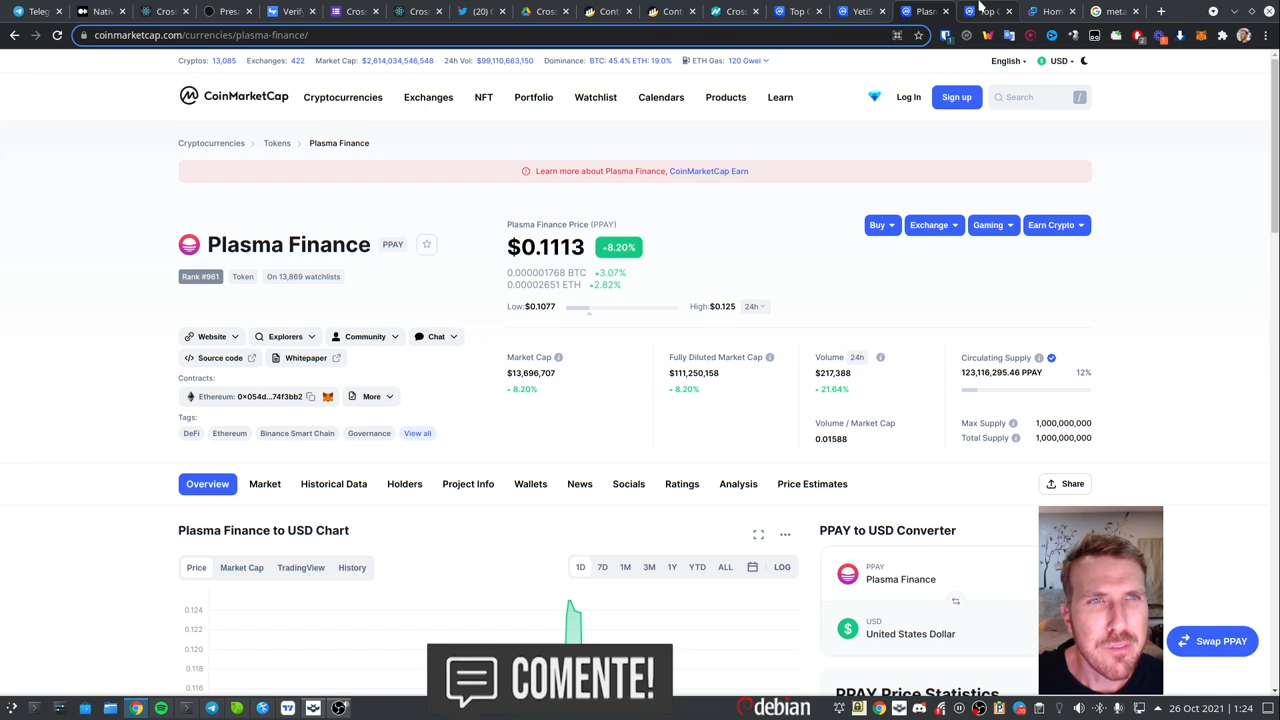 Teleg
Binanc
(20
G meta
coinmarketcap.com/currencies/plasma-finance/
Cryptos: 13,085 Exchanges: 422 Market Cap: $2,614,034,546,548 24h Vol: $99,110,663,150 Dominance: BTC: 45.4% ETH: 19.0% ETH Gas: 120 Gwei English USD
CoinMarketCap Cryptocurrencies Exchanges NFT Portfolio Watchlist Calendars Products Learn Log In Sign up Search /
Cryptocurrencies > Tokens > Plasma Finance
Learn more about Plasma Finance, CoinMarketCap Earn
Plasma Finance Price (PPAY)
Buy Exchange Gaming Earn Crypto
Plasma Finance PPAY
$0.1113 8.20%
Rank #961 Token On 13,869 watchlists
0.000001768 BTC 3.07%
0.00002651 ETH 2.82%
Low:$0.1077 High:$0.125 24h
Website Explorers Community Chat
Source code Whitepaper
Contracts:
Ethereum: 0x054d...74f3bb2 More
Tags:
DeFi Ethereum Binance Smart Chain Governance View all
Market Cap
$13,696,707
8.20%
Fully Diluted Market Cap
$111,250,158
8.20%
Volume 24h
$217,388
21.64%
Volume / Market Cap
0.01588
Circulating Supply
123,116,295.46 PPAY 12%
Max Supply 1,000,000,000
Total Supply 1,000,000,000
Overview Market Historical Data Holders Project Info Wallets News Socials Ratings Analysis Price Estimates Share
Plasma Finance to USD Chart
Price Market Cap TradingView History 1D 7D 1M 3M 1Y YTD ALL LOG
0.124
0.122
0.120
0.118
0.116
PPAY to USD Converter
PPAY
Plasma Finance
USD
United States Dollar
Swap PPAY
PPAY Price Statistics
COMENTE!
debian
26 Oct 2021 1:24